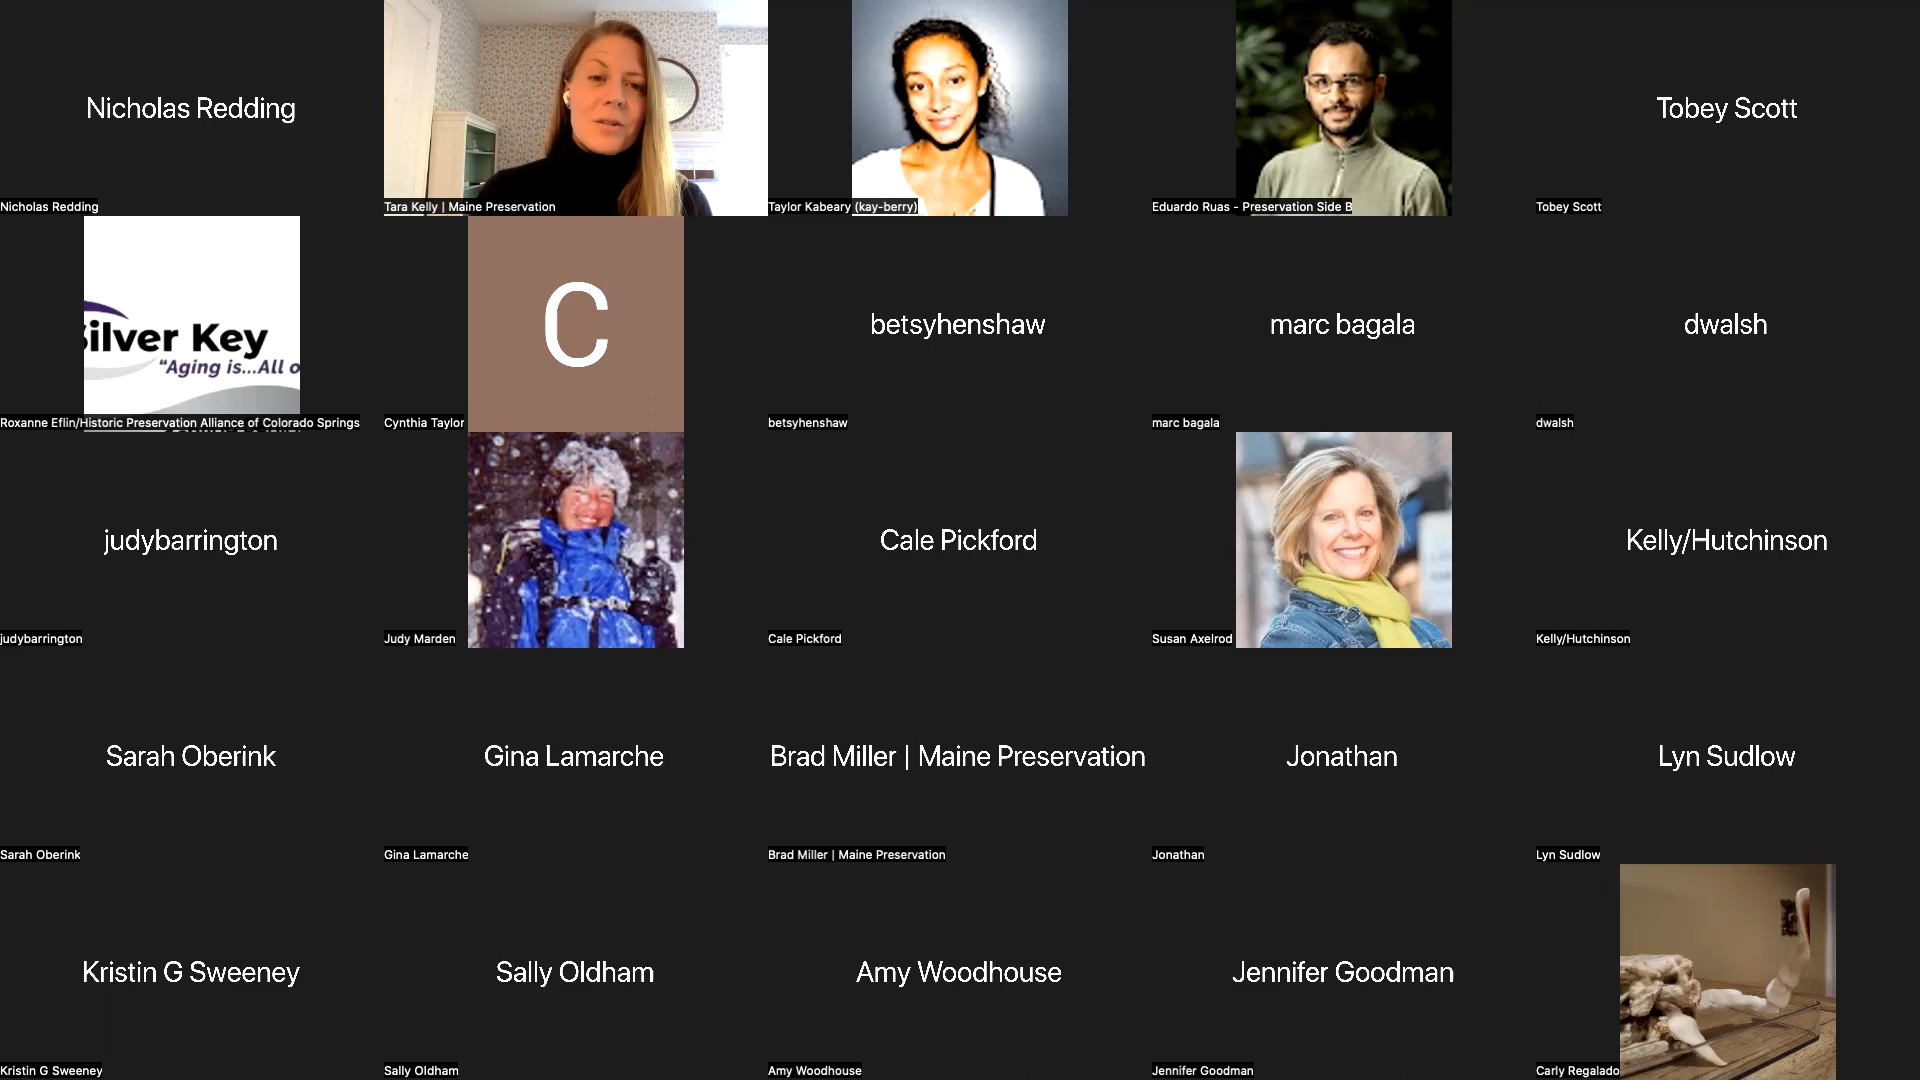 Nicholas Redding
Tobey Scott
Nicholas Redding
Tara Kelly | Maine Preservation
Taylor Kabeary (kay-berry)
Eduardo Ruas - Preservation Side B
Tobey Scott
Silver Key
"Aging is...All o
C
betsyhenshaw
marc bagala
dwalsh
Roxanne Eflin/Historic Preservation Alliance of Colorado Springs
Cynthia Taylor
betsyhenshaw
marc bagala
dwalsh
judybarrington
Cale Pickford
Kelly/Hutchinson
judybarrington
Judy Marden
Cale Pickford
Susan Axelrod
Kelly/Hutchinson
Sarah Oberink
Gina Lamarche
Brad Miller | Maine Preservation
Jonathan
Lyn Sudlow
Sarah Oberink
Gina Lamarche
Brad Miller | Maine Preservation
Jonathan
Lyn Sudlow
Kristin G Sweeney
Sally Oldham
Amy Woodhouse
Jennifer Goodman
Kristin G Sweeney
Sally Oldham
Amy Woodhouse
Jennifer Goodman
Carly Regalado